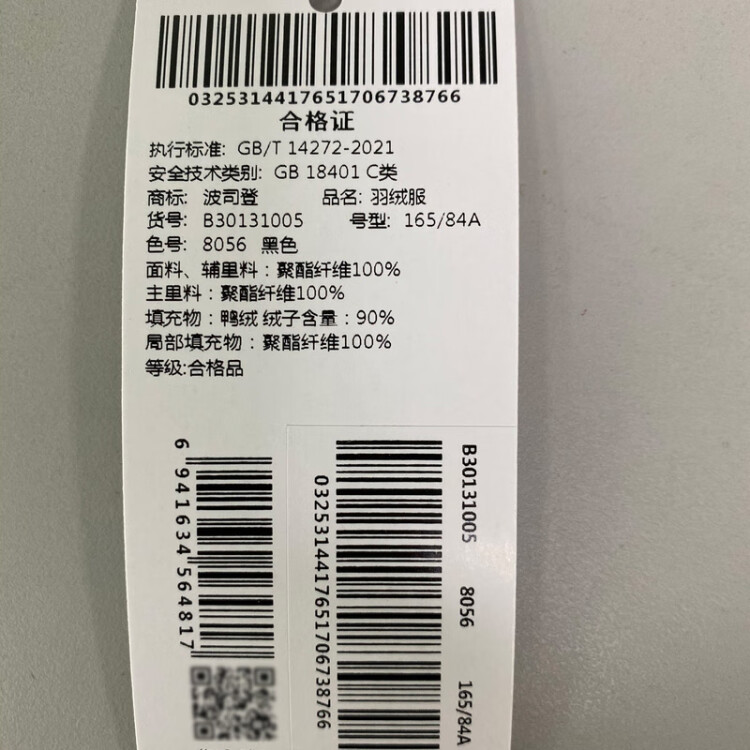 0325314417651706738766
合格证
执行标准: GB/T 14272-2021
安全技术类别: GB 18401 C类
商标: 波司登 品名: 羽绒服
货号: B30131005 号型: 165/84A
色号: 8056 黑色
面料、辅里料：聚酯纤维100%
主里料：聚酯纤维100%
填充物：鸭绒 绒子含量：90%
局部填充物：聚酯纤维100%
等级:合格品
6 941634 564817
0325314417651706738766
B30131005 8056 165/84A